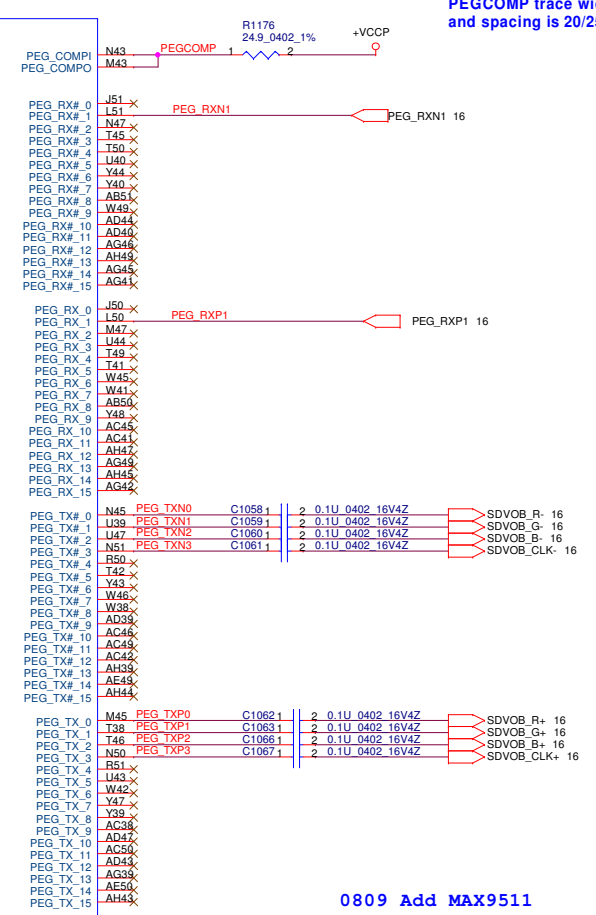 PEGCOMP trace wi
and spacing is 20/25
R1176
24.9_0402_1%
+VCCP
PEG_COMPI N43 PEGCOMP 1 2
PEG_COMPO M43
PEG_RX#_0 J51
PEG_RX#_1 L51 PEG_RXN1 PEG_RXN1 16
PEG_RX#_2 N47
PEG_RX#_3 T45
PEG_RX#_4 T50
PEG_RX#_5 U40
PEG_RX#_6 Y44
PEG_RX#_7 Y40
PEG_RX#_8 AB51
PEG_RX#_9 W49
PEG_RX#_10 AD44
PEG_RX#_11 AD40
PEG_RX#_12 AG46
PEG_RX#_13 AH49
PEG_RX#_14 AG45
PEG_RX#_15 AG41
PEG_RX_0 J50
PEG_RX_1 L50 PEG_RXP1 PEG_RXP1 16
PEG_RX_2 M47
PEG_RX_3 U44
PEG_RX_4 T49
PEG_RX_5 T41
PEG_RX_6 W45
PEG_RX_7 W41
PEG_RX_8 AB50
PEG_RX_9 Y48
PEG_RX_10 AC45
PEG_RX_11 AC41
PEG_RX_12 AH47
PEG_RX_13 AG49
PEG_RX_14 AH45
PEG_RX_15 AG42
PEG_TX#_0 N45 PEG_TXN0 C1058 1 2 0.1U_0402_16V4Z SDVOB_R- 16
PEG_TX#_1 U39 PEG_TXN1 C1059 1 2 0.1U_0402_16V4Z SDVOB_G- 16
PEG_TX#_2 U47 PEG_TXN2 C1060 1 2 0.1U_0402_16V4Z SDVOB_B- 16
PEG_TX#_3 N51 PEG_TXN3 C1061 1 2 0.1U_0402_16V4Z SDVOB_CLK- 16
PEG_TX#_4 R50
PEG_TX#_5 T42
PEG_TX#_6 Y43
PEG_TX#_7 W46
PEG_TX#_8 W38
PEG_TX#_9 AD39
PEG_TX#_10 AC46
PEG_TX#_11 AC49
PEG_TX#_12 AC42
PEG_TX#_13 AH39
PEG_TX#_14 AE49
PEG_TX#_15 AH44
PEG_TX_0 M45 PEG_TXP0 C1062 1 2 0.1U_0402_16V4Z SDVOB_R+ 16
PEG_TX_1 T38 PEG_TXP1 C1063 1 2 0.1U_0402_16V4Z SDVOB_G+ 16
PEG_TX_2 T46 PEG_TXP2 C1066 1 2 0.1U_0402_16V4Z SDVOB_B+ 16
PEG_TX_3 N50 PEG_TXP3 C1067 1 2 0.1U_0402_16V4Z SDVOB_CLK+ 16
PEG_TX_4 R51
PEG_TX_5 U43
PEG_TX_6 W42
PEG_TX_7 Y47
PEG_TX_8 Y39
PEG_TX_9 AC38
PEG_TX_10 AD47
PEG_TX_11 AC50
PEG_TX_12 AD43
PEG_TX_13 AG39
PEG_TX_14 AE50
PEG_TX_15 AH43
0809 Add MAX9511